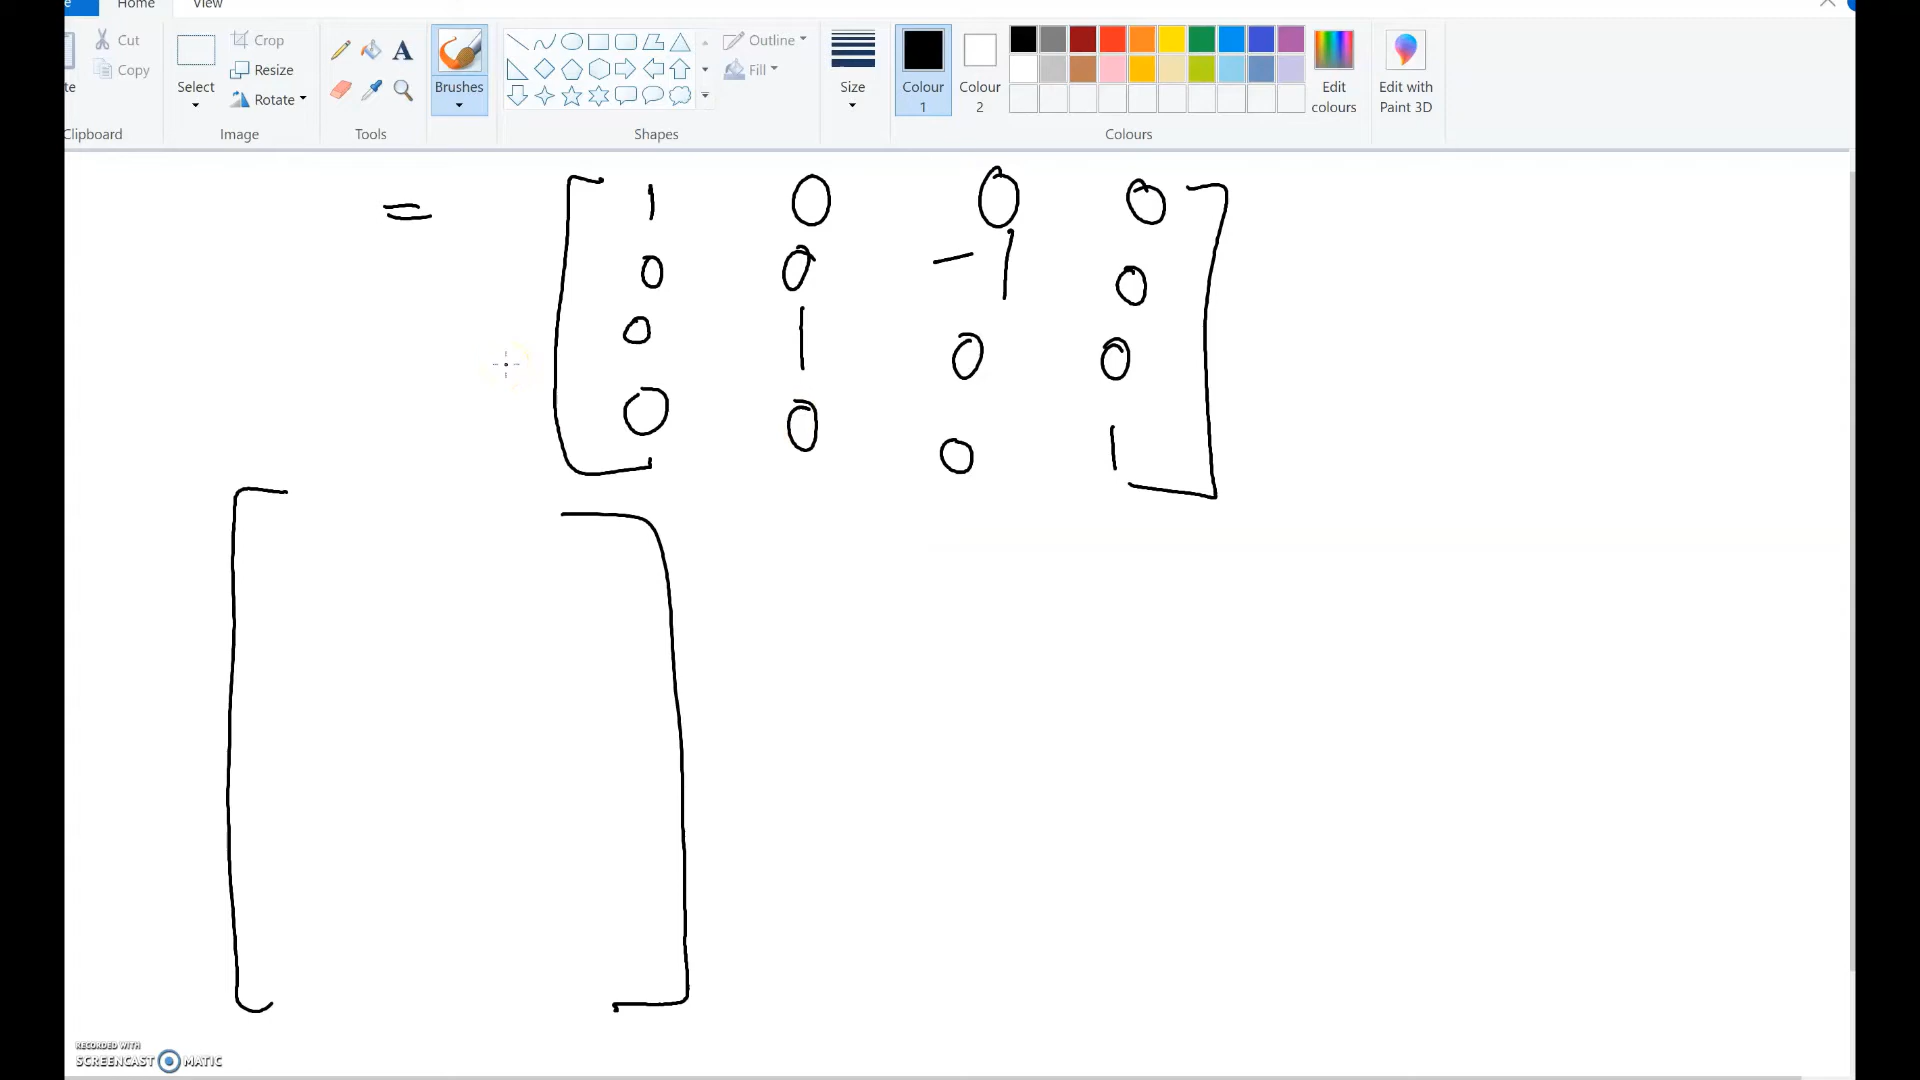 Home View
Cut
Copy
Clipboard
Select
Crop
Resize
Rotate
Image
Tools
Brushes
Outline
Fill
Shapes
Size
Colour 1
Colour 2
Edit colours
Edit with Paint 3D
Colours
= [ 1 0 0 0 ]
0 0 -1 0
0 1 0 0
0 0 0 1
RECORDED WITH
SCREENCAST MATIC